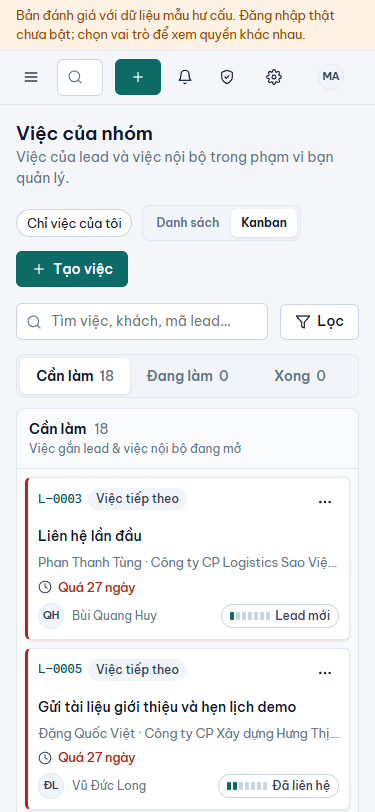 Bản đánh giá với dữ liệu mẫu hư cấu. Đăng nhập thật
chưa bật; chọn vai trò để xem quyền khác nhau.
MA
Việc của nhóm
Việc của lead và việc nội bộ trong phạm vi bạn
quản lý.
Chỉ việc của tôi
Danh sách
Kanban
+ Tạo việc
Tìm việc, khách, mã lead...
Lọc
Cần làm 18
Đang làm 0
Xong 0
Cần làm 18
Việc gắn lead & việc nội bộ đang mở
L-0003 Việc tiếp theo ...
Liên hệ lần đầu
Phan Thanh Tùng · Công ty CP Logistics Sao Việ...
Quá 27 ngày
QH Bùi Quang Huy Lead mới
L-0005 Việc tiếp theo ...
Gửi tài liệu giới thiệu và hẹn lịch demo
Đặng Quốc Việt · Công ty CP Xây dựng Hưng Thị...
Quá 27 ngày
ĐL Vũ Đức Long Đã liên hệ